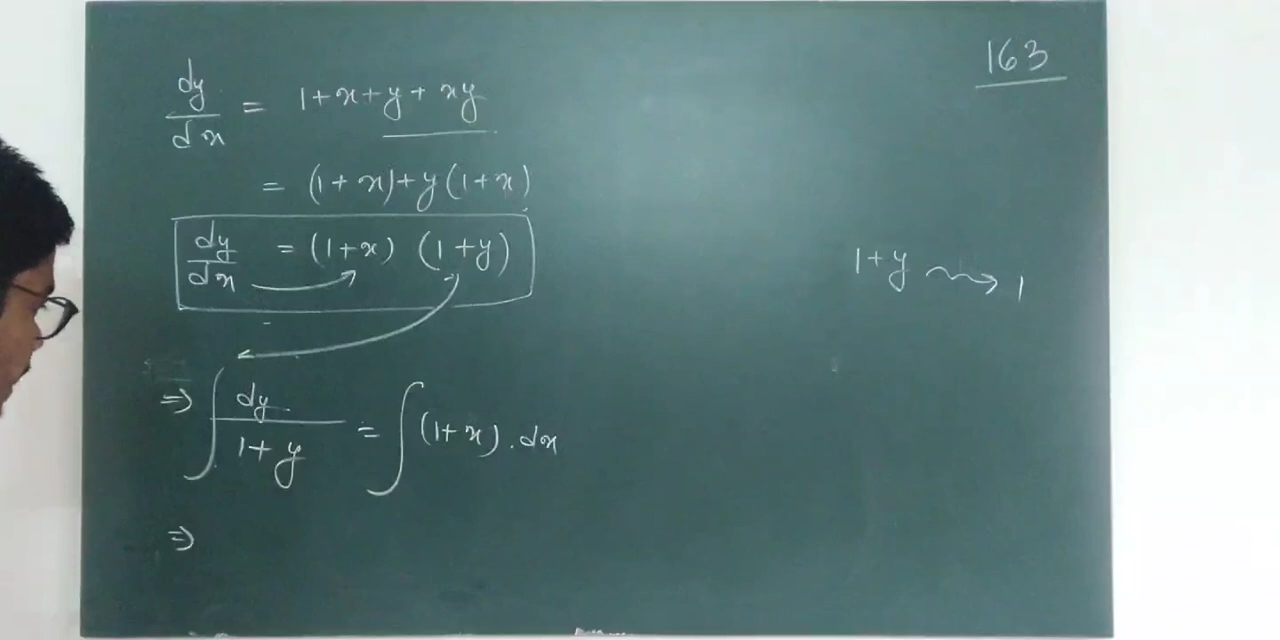 163
dy/dx = 1+x+y+xy
= (1+x)+y(1+x)
dy/dx = (1+x) (1+y)
1+y → 1
⇒ ∫ dy/1+y = ∫ (1+x).dx
⇒